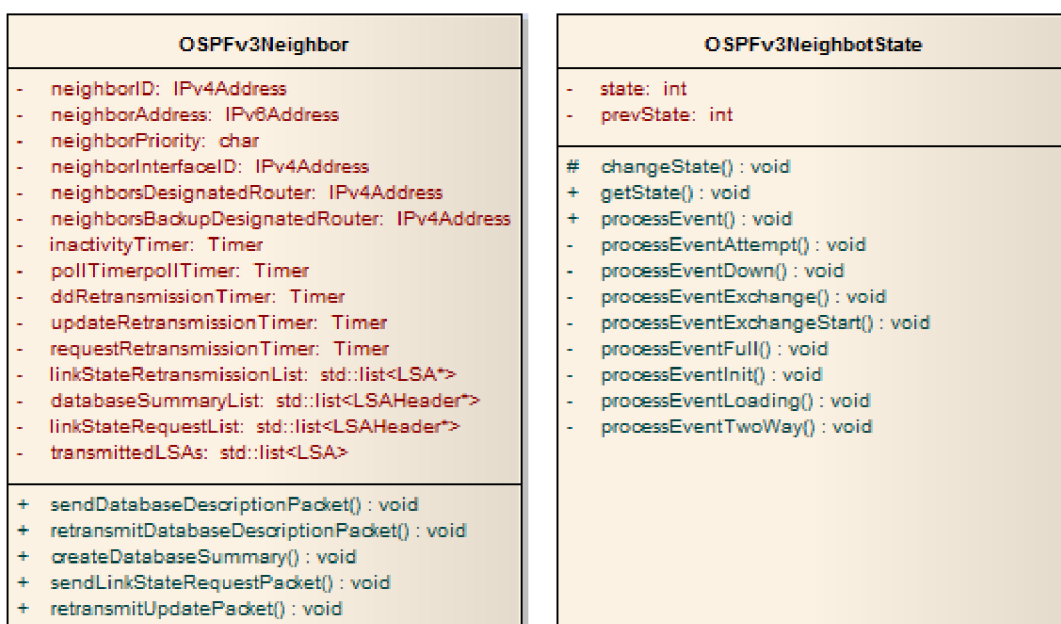 OSPFv3Neighbor
- neighborID: IPv4Address
- neighborAddress: IPv6Address
- neighborPriority: char
- neighborInterfaceID: IPv4Address
- neighborsDesignatedRouter: IPv4Address
- neighborsBackupDesignatedRouter: IPv4Address
- inactivityTimer: Timer
- pollTimerpollTimer: Timer
- ddRetransmissionTimer: Timer
- updateRetransmissionTimer: Timer
- requestRetransmissionTimer: Timer
- linkStateRetransmissionList: std::list<LSA*>
- databaseSummaryList: std::list<LSAHeader*>
- linkStateRequestList: std::list<LSAHeader*>
- transmittedLSAs: std::list<LSA>
+ sendDatabaseDescriptionPacket() : void
+ retransmitDatabaseDescriptionPacket() : void
+ createDatabaseSummary() : void
+ sendLinkStateRequestPacket() : void
+ retransmitUpdatePacket() : void
OSPFv3NeighbotState
- state: int
- prevState: int
# changeState() : void
+ getState() : void
+ processEvent() : void
- processEventAttempt() : void
- processEventDown() : void
- processEventExchange() : void
- processEventExchangeStart() : void
- processEventFull() : void
- processEventInit() : void
- processEventLoading() : void
- processEventTwoWay() : void